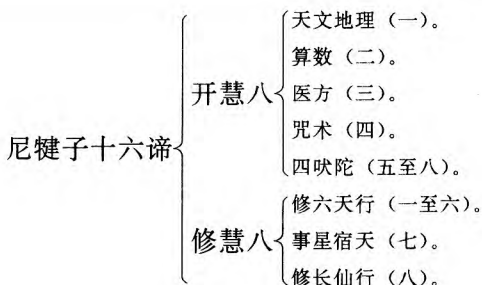 尼犍子十六谛
开慧八
天文地理（一）。
算数（二）。
医方（三）。
咒术（四）。
四吠陀（五至八）。
修慧八
修六天行（一至六）。
事星宿天（七）。
修长仙行（八）。